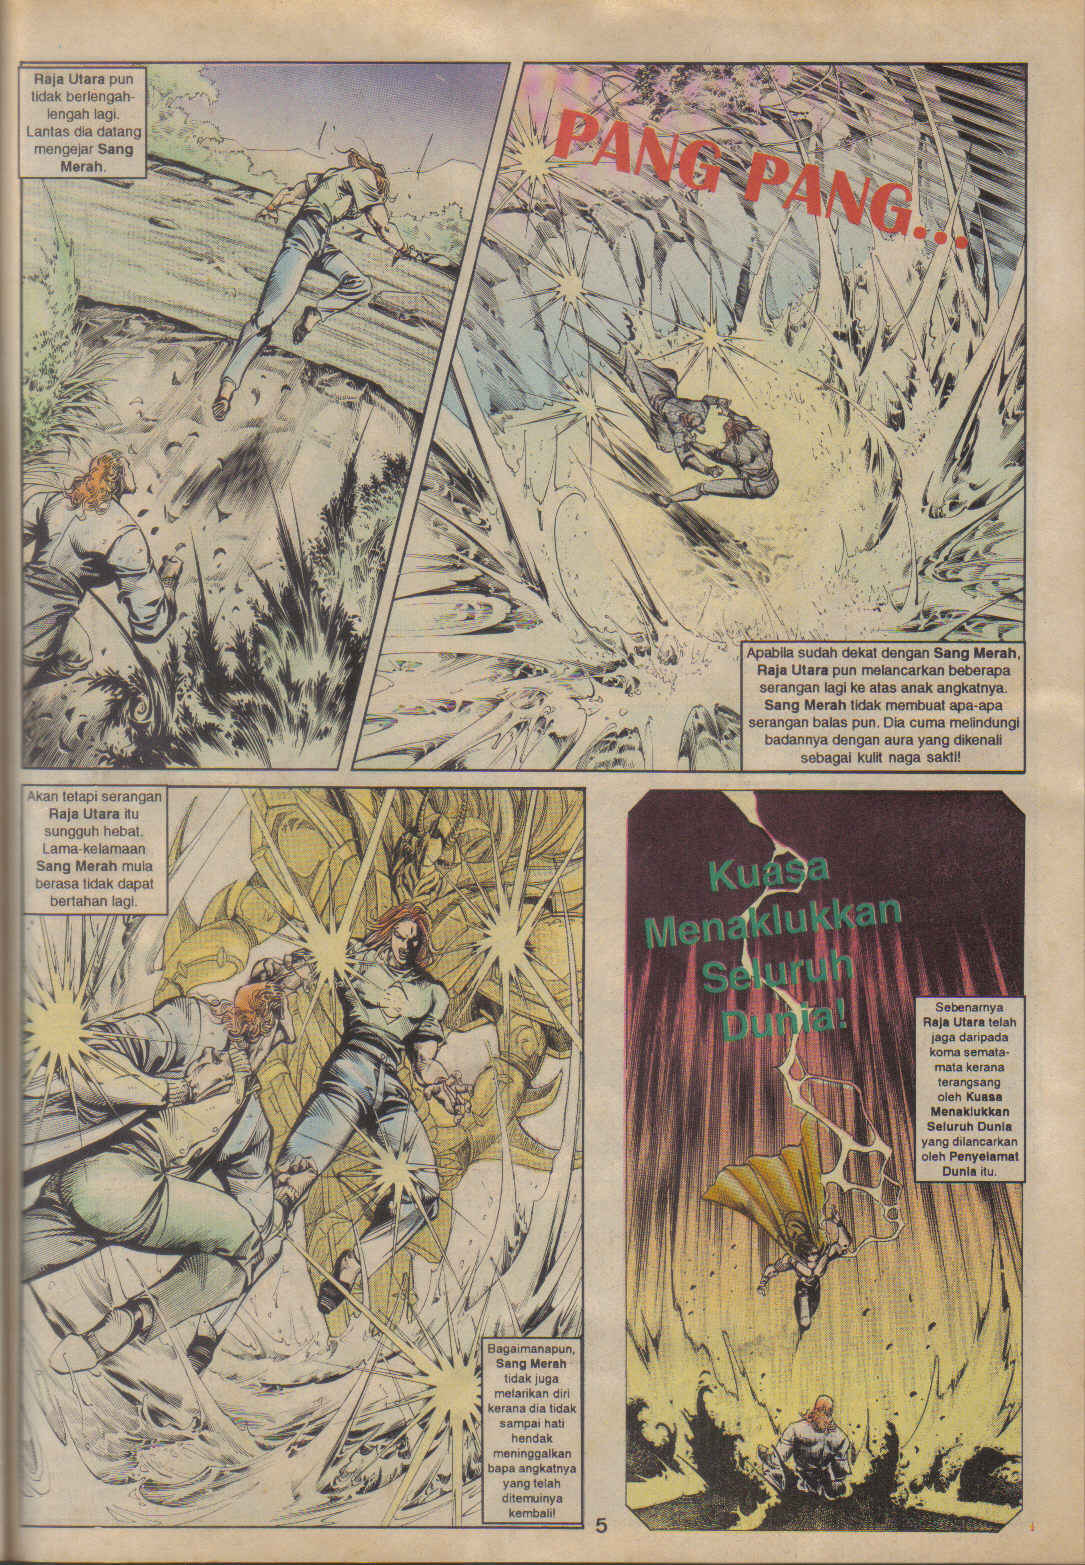 Raja Utara pun
tidak berlengah-
lengah lagi.
Lantas dia datang
mengejar Sang
Merah.
PANG PANG...
Apabila sudah dekat dengan Sang Merah,
Raja Utara pun melancarkan beberapa
serangan lagi ke atas anak angkatnya.
Sang Merah tidak membuat apa-apa
serangan balas pun. Dia cuma melindungi
badannya dengan aura yang dikenali
sebagai kulit naga sakti!
Akan tetapi serangan
Raja Utara itu
sungguh hebat.
Lama-kelamaan
Sang Merah mula
berasa tidak dapat
bertahan lagi.
Bagaimanapun,
Sang Merah
tidak juga
melarikan diri
kerana dia tidak
sampai hati
hendak
meninggalkan
bapa angkatnya
yang telah
ditemuinya
kembali!
Kuasa
Menaklukkan
Seluruh
Dunia!
Sebenarnya
Raja Utara telah
jaga daripada
koma semata-
mata kerana
terangsang
oleh Kuasa
Menaklukkan
Seluruh Dunia
yang dilancarkan
oleh Penyelamat
Dunia itu.
5